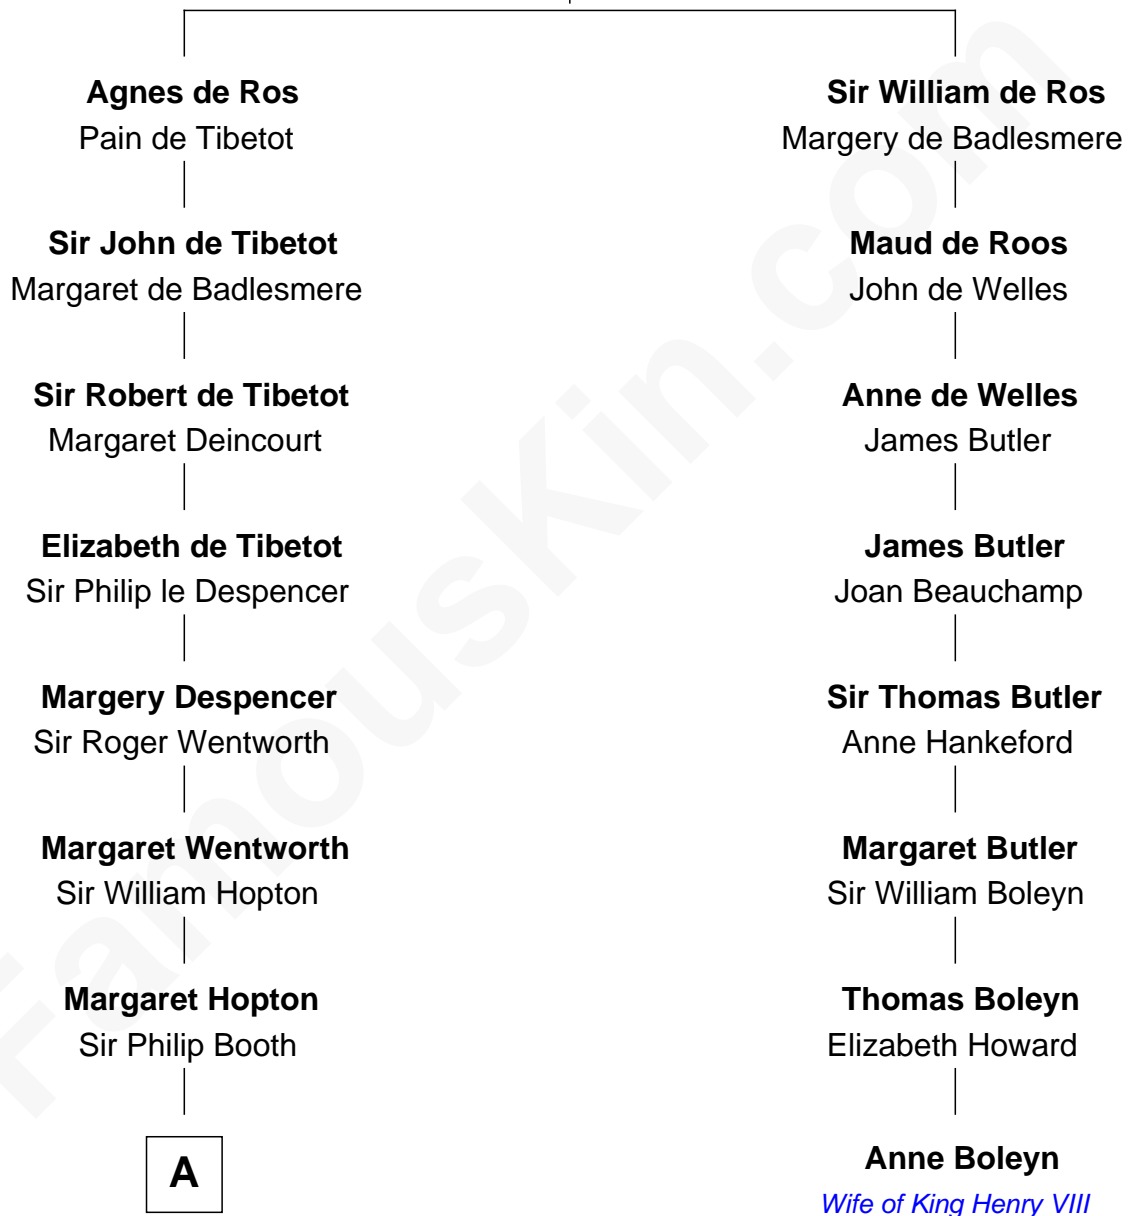 Agnes de Ros
Pain de Tibetot
Sir William de Ros
Margery de Badlesmere
Sir John de Tibetot
Margaret de Badlesmere
Maud de Roos
John de Welles
Sir Robert de Tibetot
Margaret Deincourt
Anne de Welles
James Butler
Elizabeth de Tibetot
Sir Philip le Despencer
James Butler
Joan Beauchamp
Margery Despencer
Sir Roger Wentworth
Sir Thomas Butler
Anne Hankeford
Margaret Wentworth
Sir William Hopton
Margaret Butler
Sir William Boleyn
Margaret Hopton
Sir Philip Booth
Thomas Boleyn
Elizabeth Howard
A
Anne Boleyn
Wife of King Henry VIII
FamousKin.com